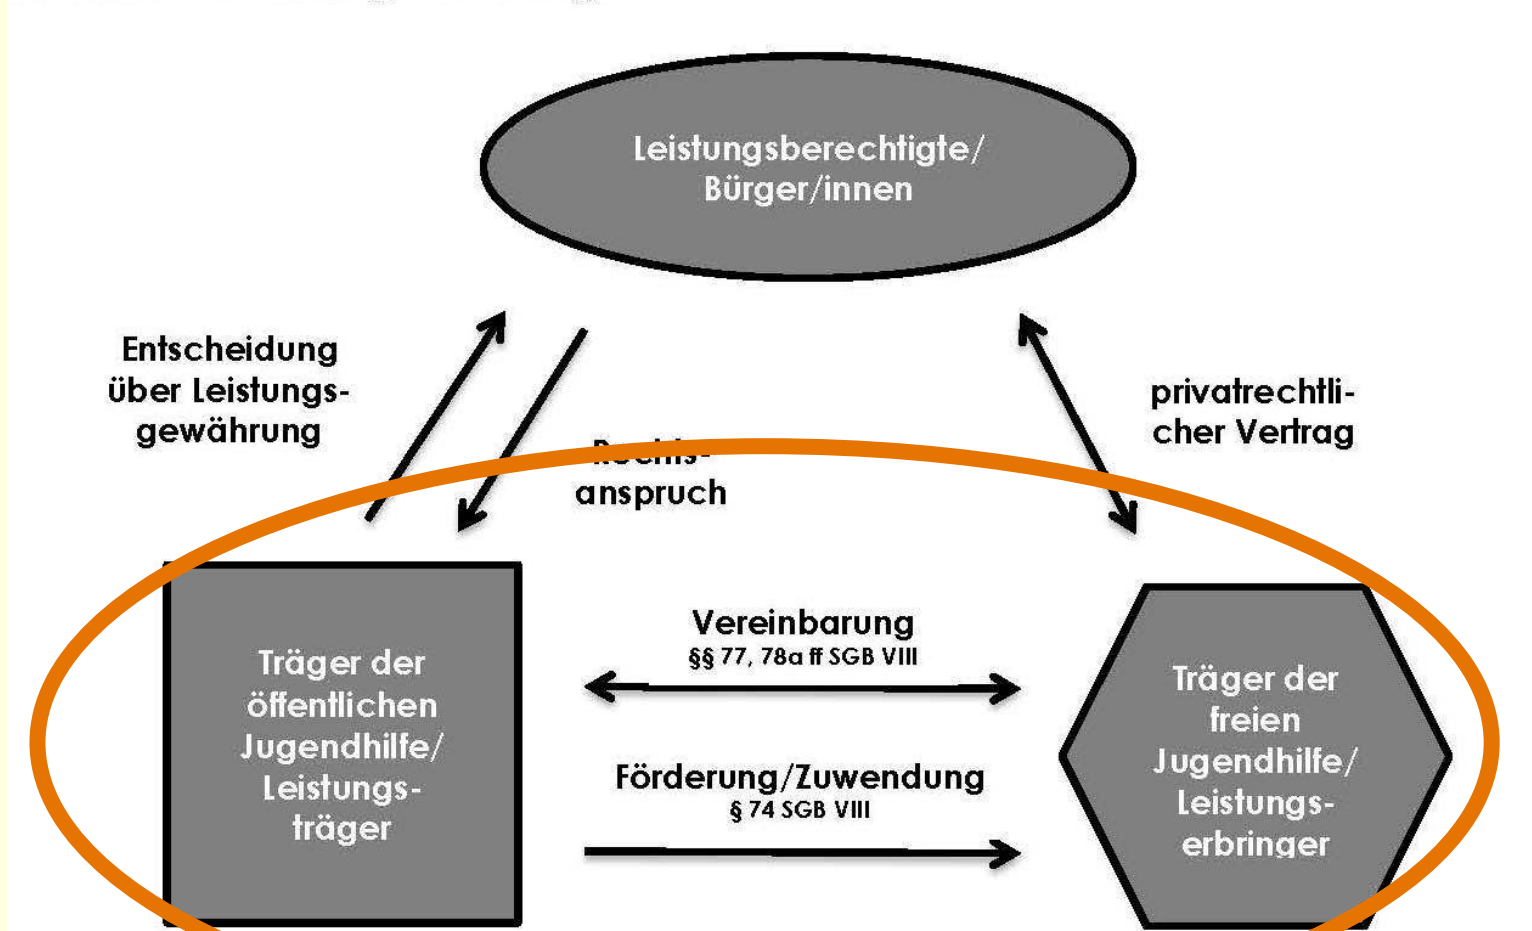 Leistungsberechtigte/
Bürger/innen
Entscheidung
über Leistungs-
gewährung
Rechts-
anspruch
privatrechtli-
cher Vertrag
Träger der
öffentlichen
Jugendhilfe/
Leistungs-
träger
Vereinbarung
§§ 77, 78a ff SGB VIII
Förderung/Zuwendung
§ 74 SGB VIII
Träger der
freien
Jugendhilfe/
Leistungs-
erbringer